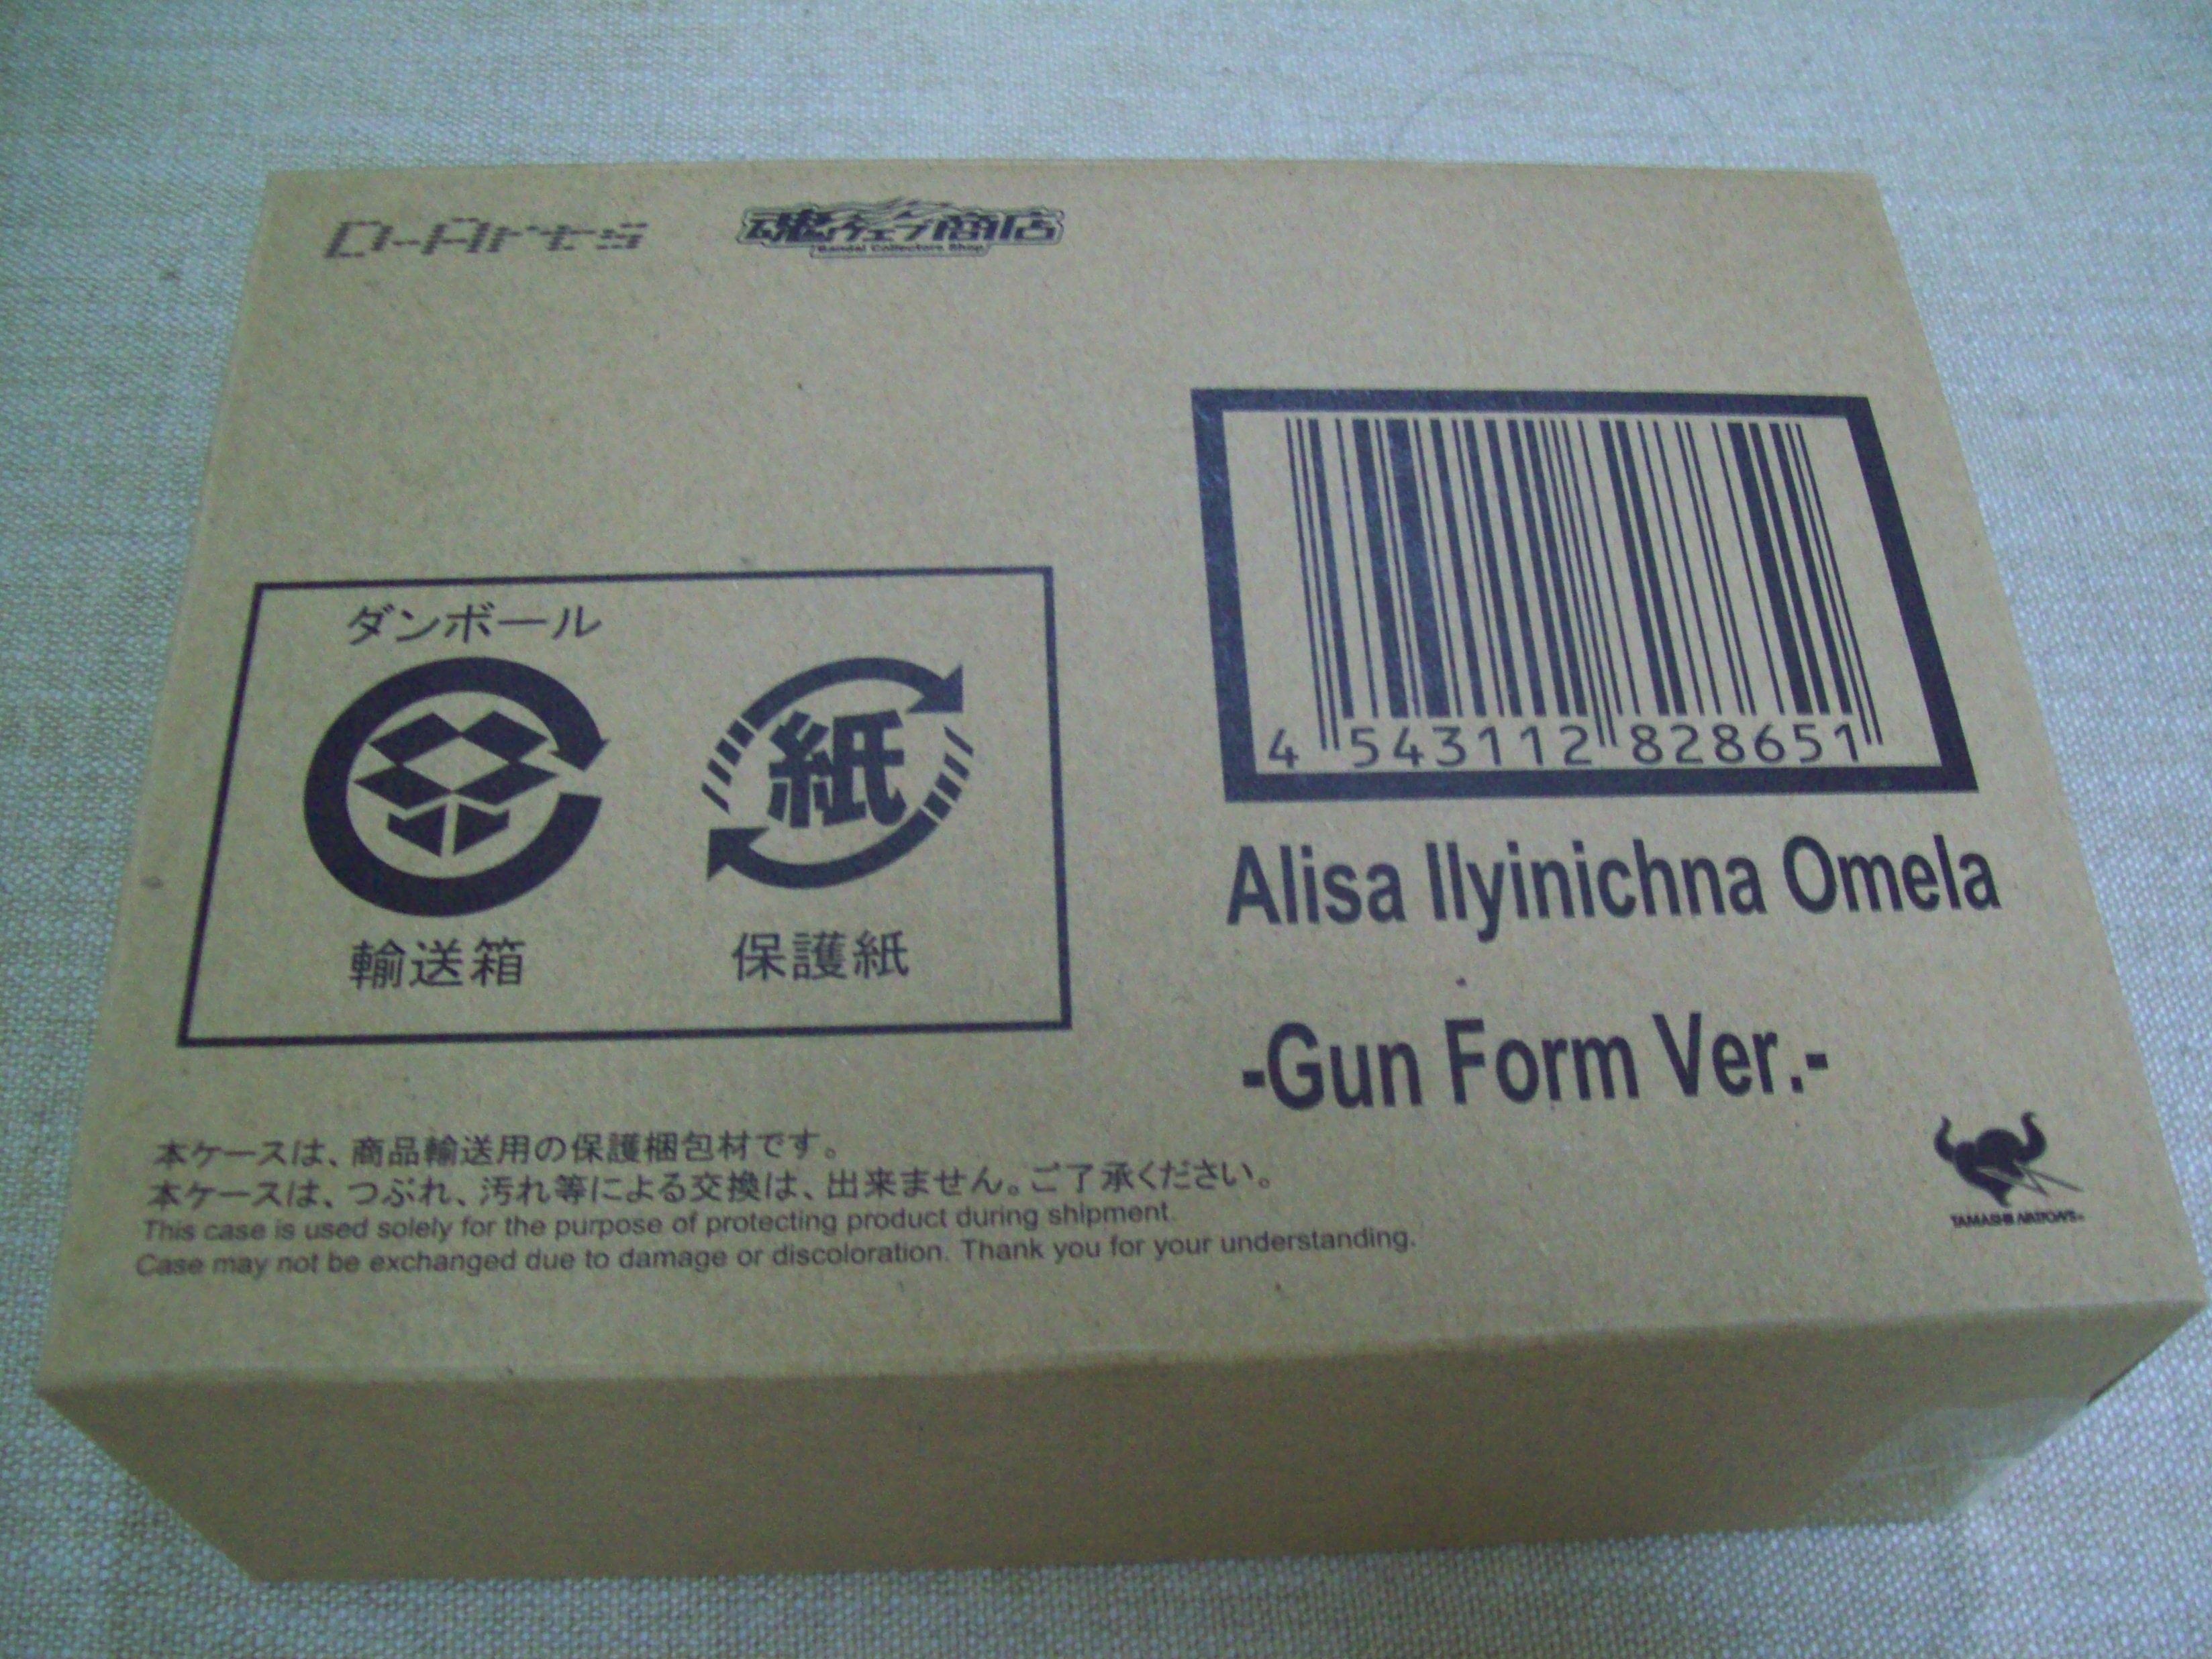 D-Arts
魂ウェブ商店
Bandai Collectors Shop
4 543112 828651
ダンボール
紙
輸送箱
保護紙
Alisa Ilyinichna Omela
-Gun Form Ver.-
本ケースは、商品輸送用の保護梱包材です。
本ケースは、つぶれ、汚れ等による交換は、出来ません。ご了承ください。
This case is used solely for the purpose of protecting product during shipment.
Case may not be exchanged due to damage or discoloration. Thank you for your understanding.
TAMASHII NATIONS